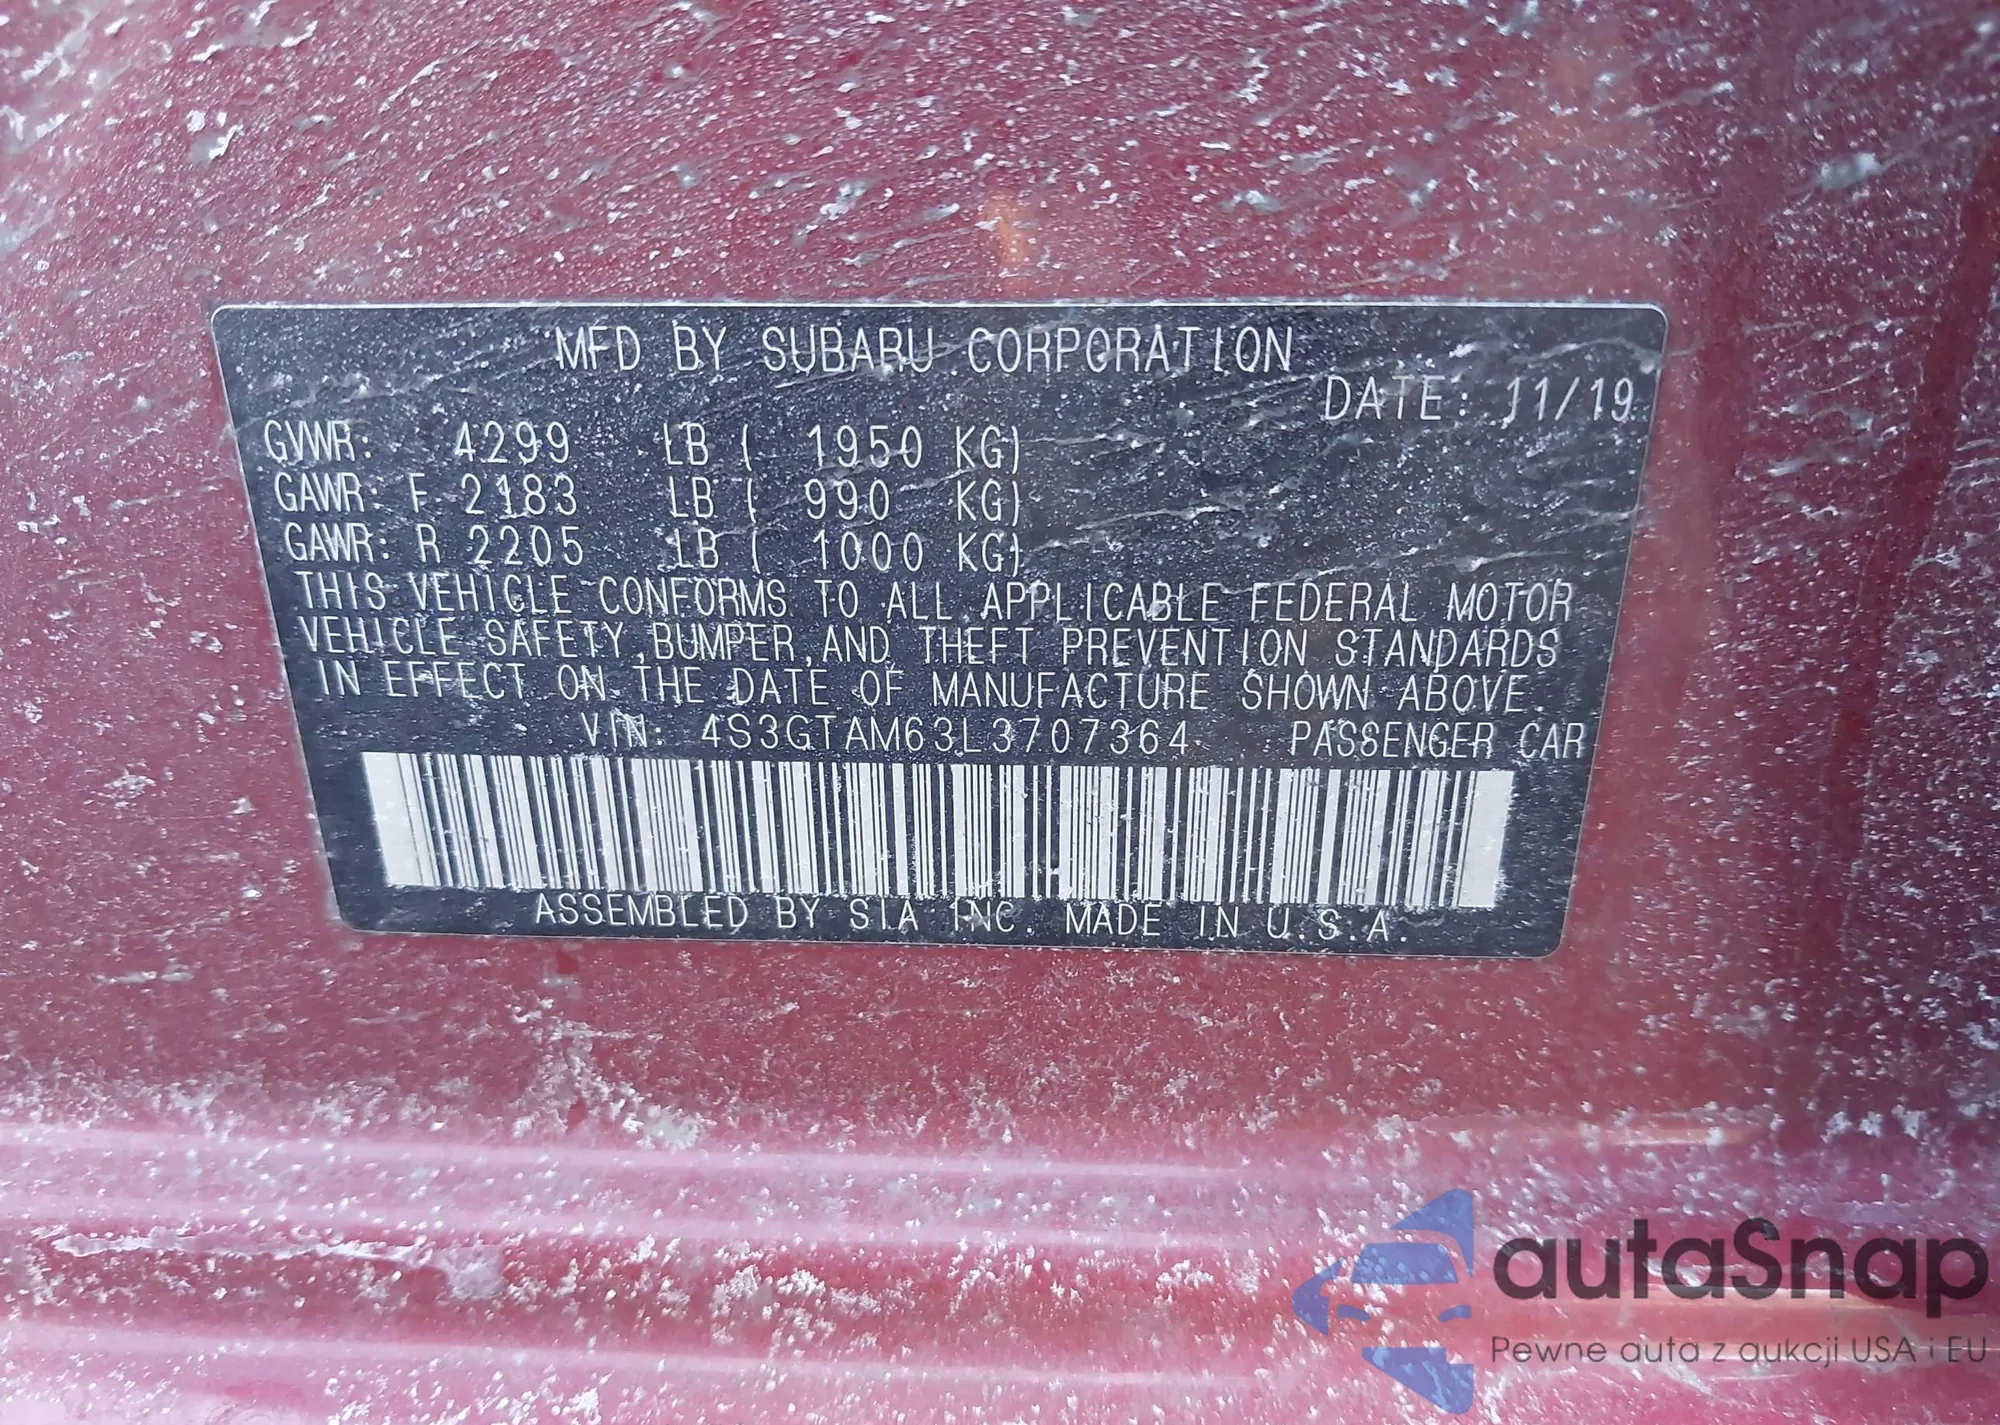 MFD BY SUBARU CORPORATION
DATE: 11/19
GVWR: 4299 LB ( 1950 KG)
GAWR: F 2183 LB ( 990 KG)
GAWR: R 2205 LB ( 1000 KG)
THIS VEHICLE CONFORMS TO ALL APPLICABLE FEDERAL MOTOR
VEHICLE SAFETY, BUMPER, AND THEFT PREVENTION STANDARDS
IN EFFECT ON THE DATE OF MANUFACTURE SHOWN ABOVE.
VIN: 4S3GTAM63L3707364 PASSENGER CAR
ASSEMBLED BY SIA INC. MADE IN U.S.A.
autaSnap
Pewne auta z aukcji USA i EU